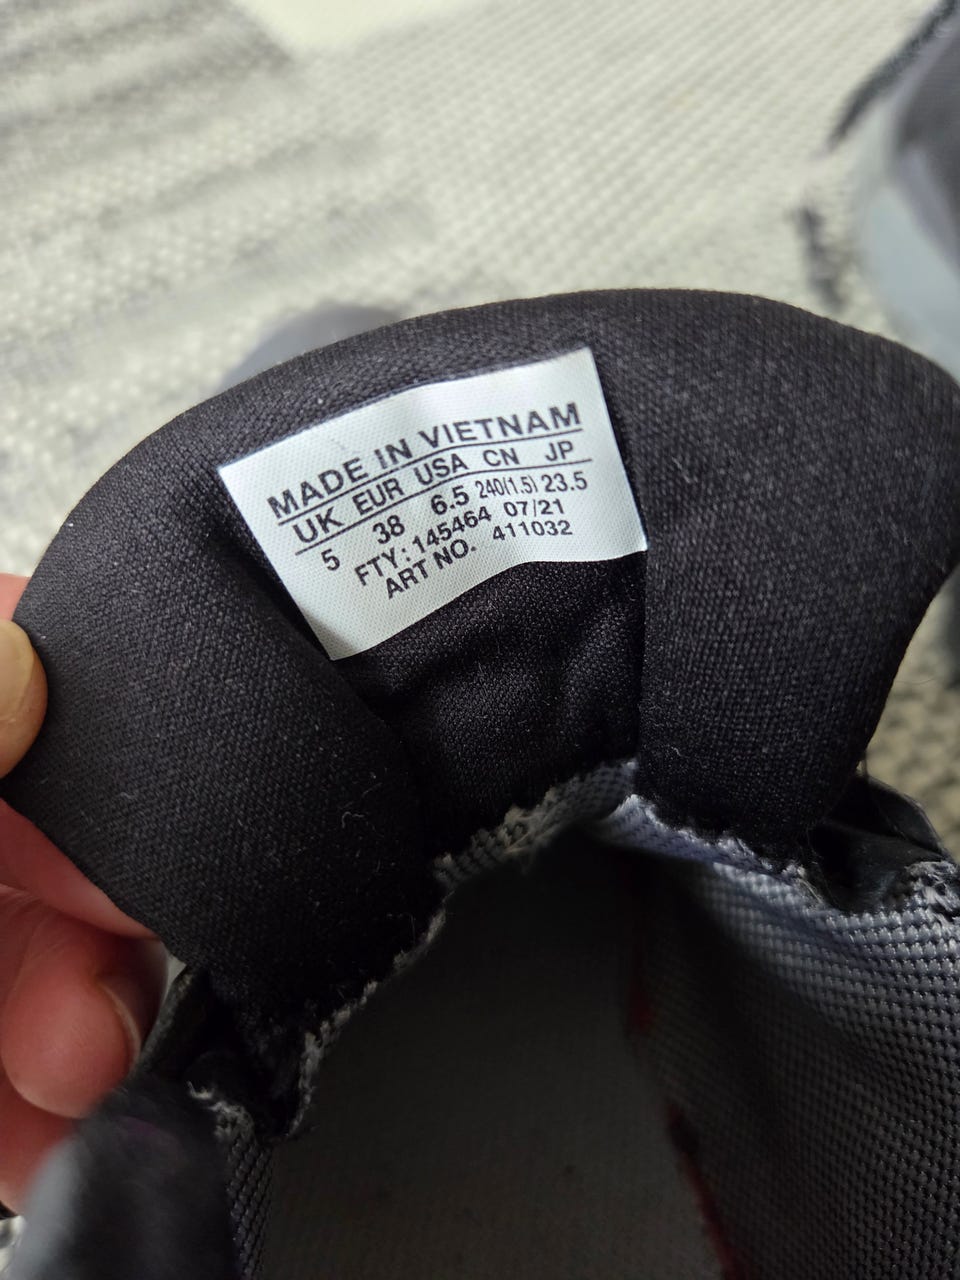 MADE IN VIETNAM
UK EUR USA CN JP
5 38 6.5 240(1.5) 23.5
FTY: 145464 07/21
ART NO. 411032